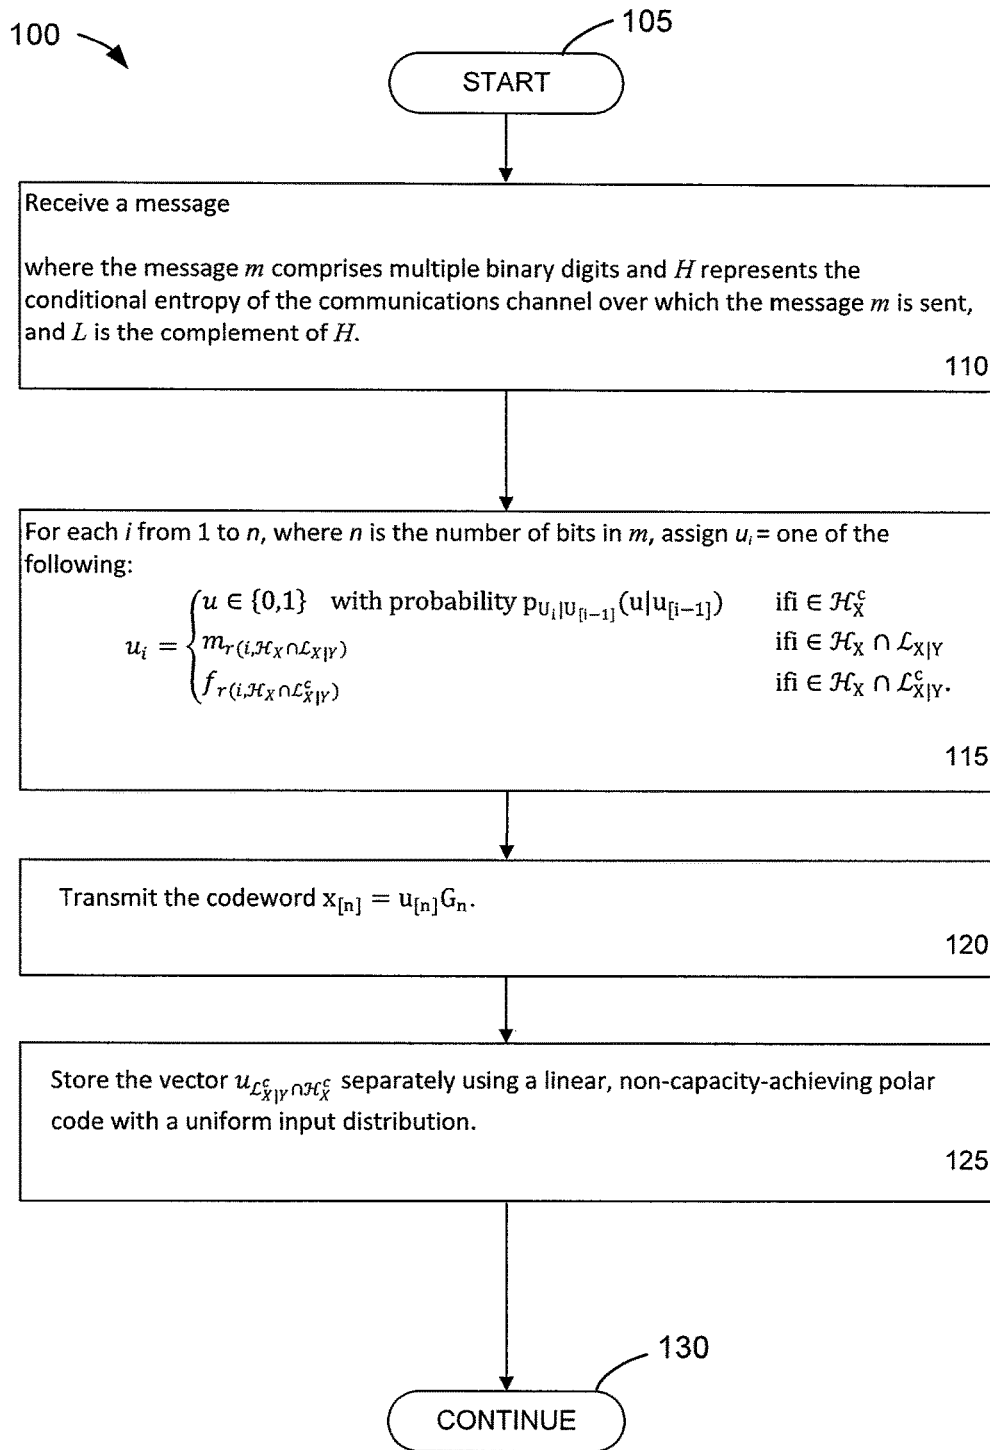 100
105
START
Receive a message
where the message m comprises multiple binary digits and H represents the
conditional entropy of the communications channel over which the message m is sent,
and L is the complement of H.
110
For each i from 1 to n, where n is the number of bits in m, assign uᵢ= one of the
following:
u ∈ {0,1} with probability p_{U_i|U_{[i−1]}}(u|u_{[i−1]}) ifi ∈ ℋ_X^c
u_i = { m_{r(i,ℋ_X∩ℒ_{X|Y})} ifi ∈ ℋ_X ∩ ℒ_{X|Y}
f_{r(i,ℋ_X∩ℒ_{X|Y}^c)} ifi ∈ ℋ_X ∩ ℒ_{X|Y}^c.
115
Transmit the codeword x_{[n]} = u_{[n]}G_n.
120
Store the vector u_{ℒ_{X|Y}^c∩ℋ_X^c} separately using a linear, non-capacity-achieving polar
code with a uniform input distribution.
125
130
CONTINUE